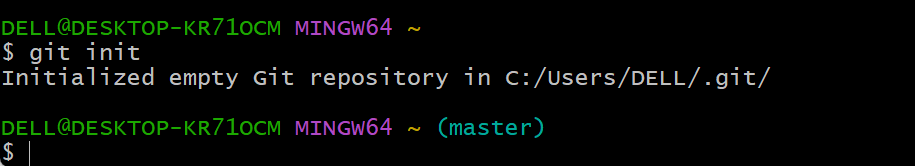 DELL@DESKTOP-KR71OCM MINGW64 ~
$ git init
Initialized empty Git repository in C:/Users/DELL/.git/
DELL@DESKTOP-KR71OCM MINGW64 ~ (master)
$